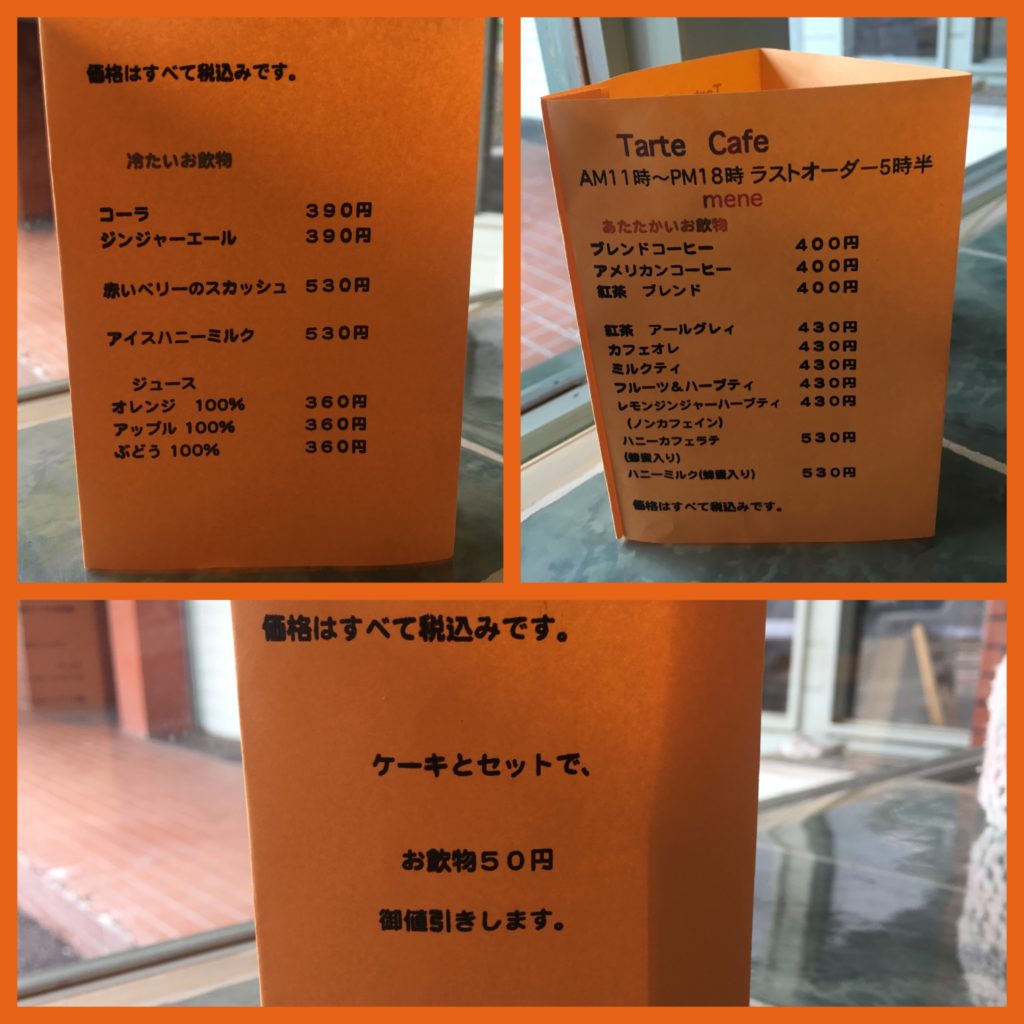 価格はすべて税込みです。
冷たいお飲物
コーラ 390円
ジンジャーエール 390円
赤いベリーのスカッシュ 530円
アイスハニーミルク 530円
ジュース
オレンジ 100% 360円
アップル 100% 360円
ぶどう 100% 360円
Tarte Cafe
AM11時～PM18時 ラストオーダー5時半
mene
あたたかいお飲物
ブレンドコーヒー 400円
アメリカンコーヒー 400円
紅茶 ブレンド 400円
紅茶 アールグレィ 430円
カフェオレ 430円
ミルクティ 430円
フルーツ＆ハーブティ 430円
レモンジンジャーハーブティ 430円
(ノンカフェイン)
ハニーカフェラテ 530円
(蜂蜜入り)
ハニーミルク(蜂蜜入り) 530円
価格はすべて税込みです。
価格はすべて税込みです。
ケーキとセットで、
お飲物50円
御値引きします。